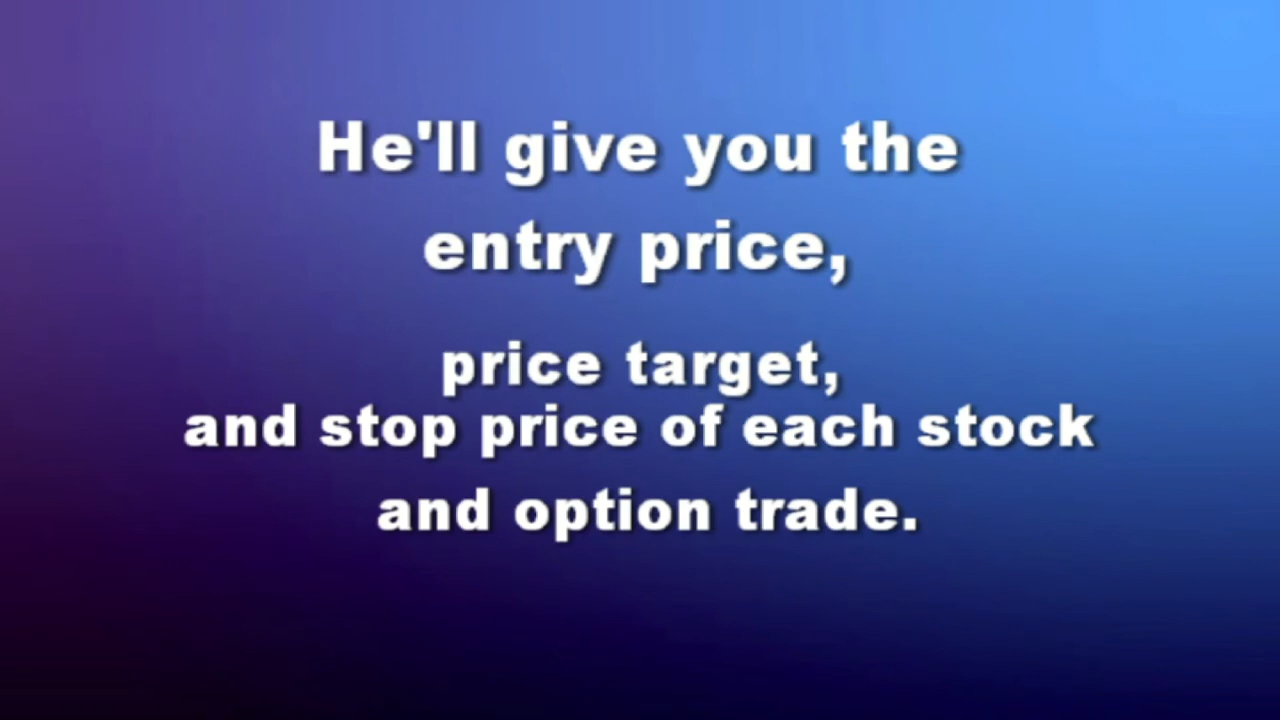 He'll give you the
entry price,
price target,
and stop price of each stock
and option trade.